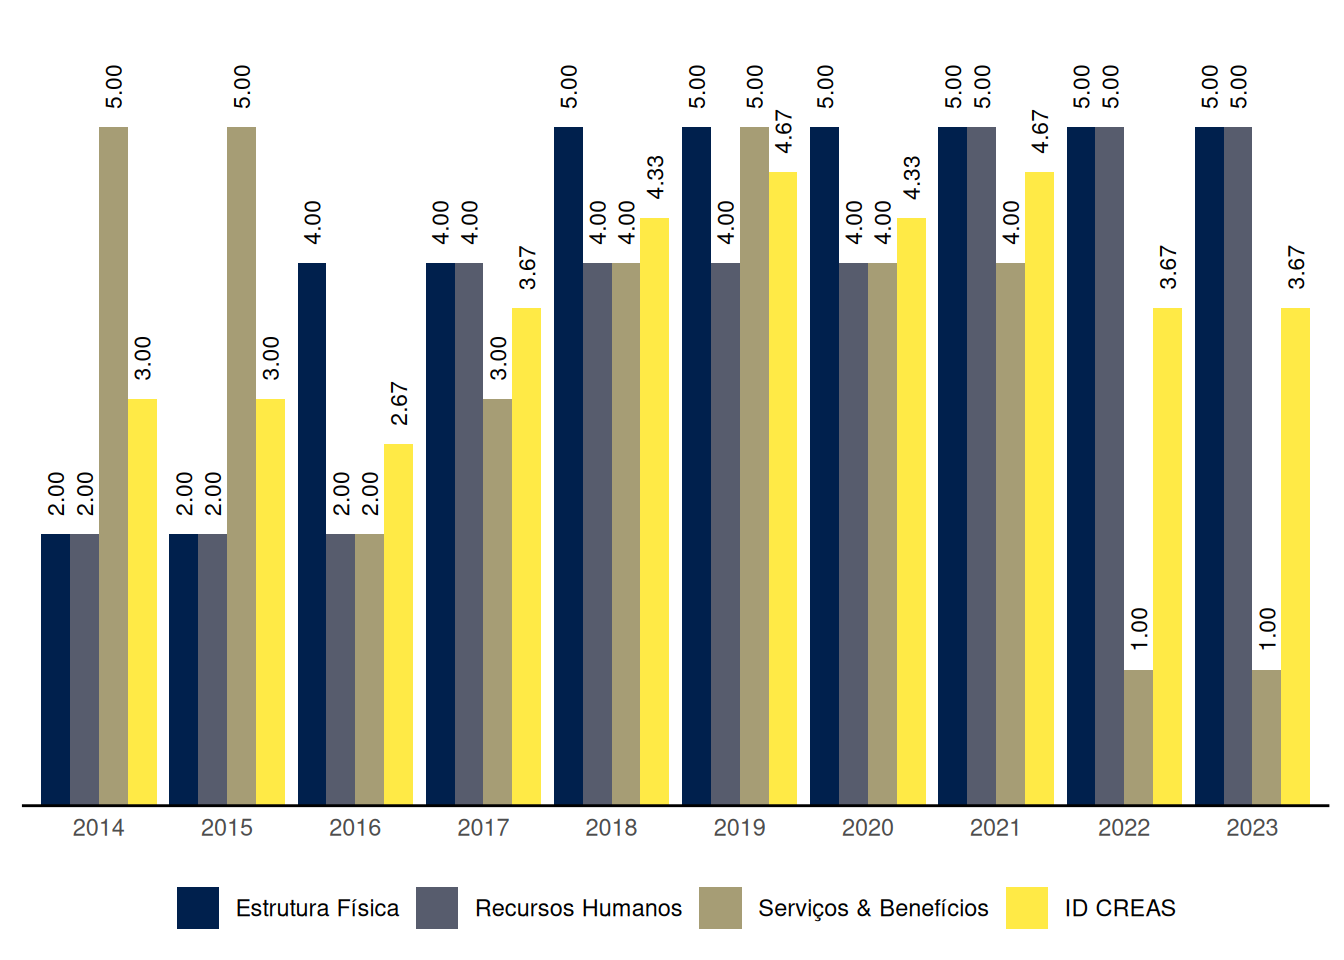 5.00 5.00 5.00 5.00 5.00 5.00 5.00 5.00 5.00 5.00 5.00 5.00
4.67 4.67
4.33 4.33
4.00 4.00 4.00 4.00 4.00 4.00 4.00 4.00 4.00
3.67 3.67 3.67
3.00 3.00 3.00
2.67
2.00 2.00 2.00 2.00 2.00 2.00
1.00 1.00
2014 2015 2016 2017 2018 2019 2020 2021 2022 2023
Estrutura Física Recursos Humanos Serviços & Benefícios ID CREAS